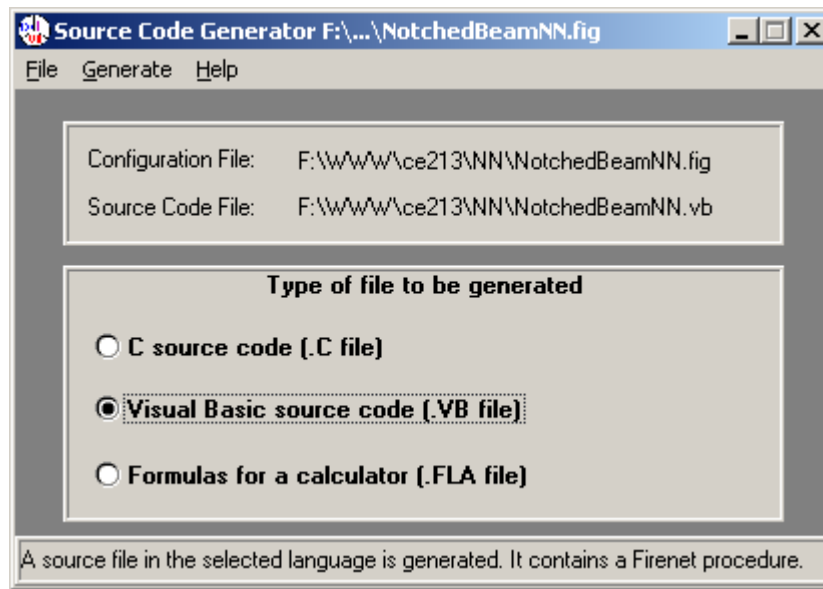 Source Code Generator F:\...\NotchedBeamNN.fig
File Generate Help
Configuration File: F:\WWW\ce213\NN\NotchedBeamNN.fig
Source Code File: F:\WWW\ce213\NN\NotchedBeamNN.vb
Type of file to be generated
C source code (.C file)
Visual Basic source code (.VB file)
Formulas for a calculator (.FLA file)
A source file in the selected language is generated. It contains a Firenet procedure.